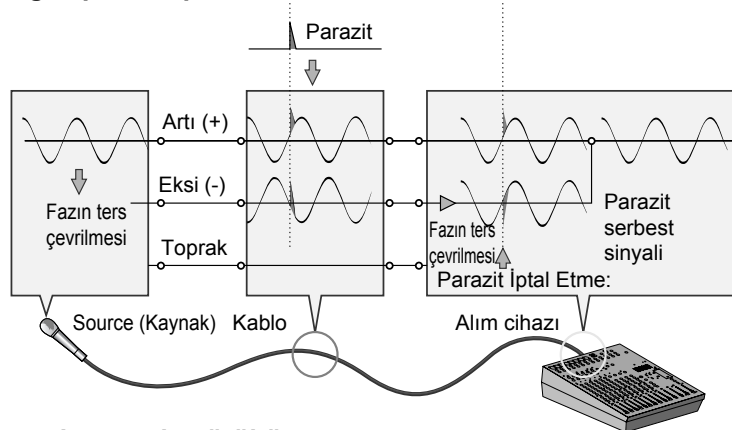 Parazit
Artı (+)
Eksi (-)
Fazın ters
çevrilmesi
Toprak
Fazın ters
çevrilmesi
Parazit
serbest
sinyali
Parazit İptal Etme:
Source (Kaynak)
Kablo
Alım cihazı